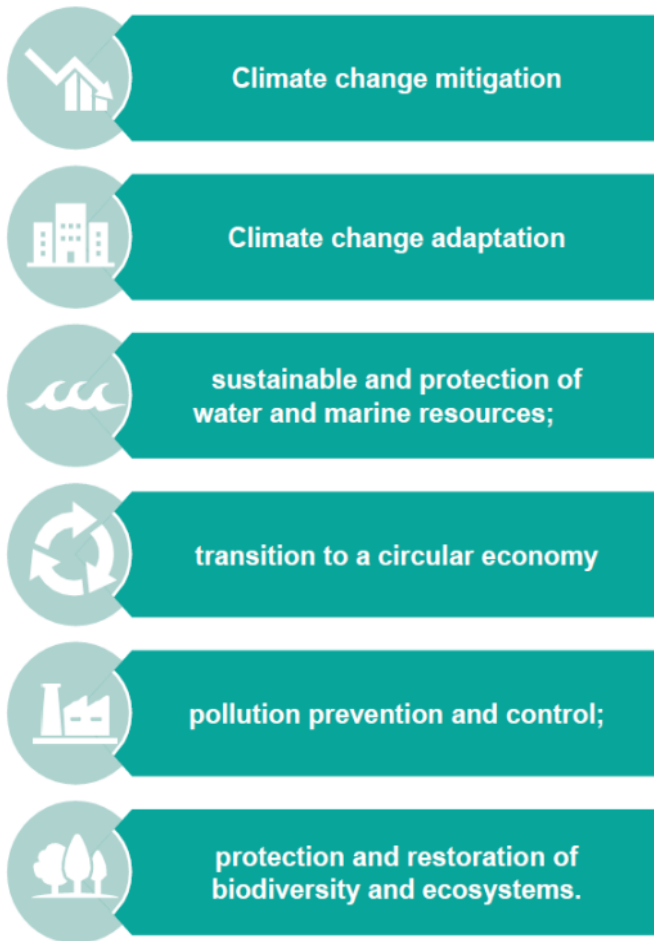 Climate change mitigation
Climate change adaptation
sustainable and protection of
water and marine resources;
transition to a circular economy
pollution prevention and control;
protection and restoration of
biodiversity and ecosystems.